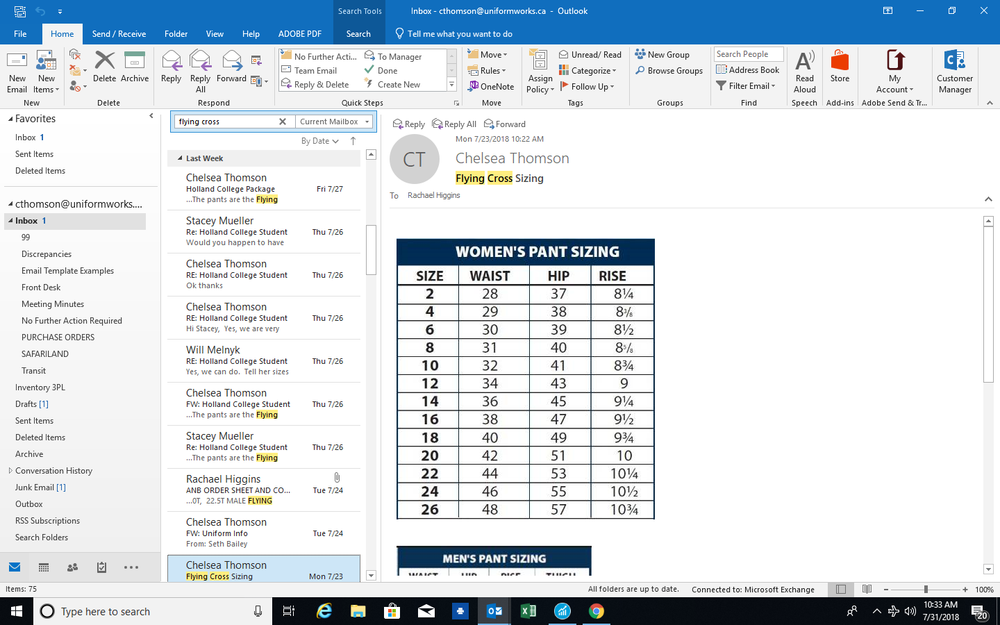 Search Tools
Inbox - cthomson@uniformworks.ca - Outlook
File Home Send / Receive Folder View Help ADOBE PDF Search Tell me what you want to do
New Email
New Items
Delete
Archive
Reply
Reply All
Forward
No Further Acti...
Team Email
Reply & Delete
To Manager
Done
Create New
Move
Rules
OneNote
Assign Policy
Unread/ Read
Categorize
Follow Up
New Group
Browse Groups
Search People
Address Book
Filter Email
Read Aloud
Store
My Account
Customer Manager
New Delete Respond Quick Steps Move Tags Groups Find Speech Add-ins Adobe Send & Tr...
Favorites
Inbox 1
Sent Items
Deleted Items
cthomson@uniformworks....
Inbox 1
99
Discrepancies
Email Template Examples
Front Desk
Meeting Minutes
No Further Action Required
PURCHASE ORDERS
SAFARILAND
Transit
Inventory 3PL
Drafts [1]
Sent Items
Deleted Items
Archive
Conversation History
Junk Email [1]
Outbox
RSS Subscriptions
Search Folders
flying cross
Current Mailbox
By Date
Last Week
Chelsea Thomson
Holland College Package Fri 7/27
...The pants are the Flying
Stacey Mueller
Re: Holland College Student Thu 7/26
Would you happen to have
Chelsea Thomson
RE: Holland College Student Thu 7/26
Ok thanks
Chelsea Thomson
RE: Holland College Student Thu 7/26
Hi Stacey, Yes, we are very
Will Melnyk
RE: Holland College Student Thu 7/26
Yes, we can do. Tell her sizes
Chelsea Thomson
FW: Holland College Student Thu 7/26
...The pants are the Flying
Stacey Mueller
Re: Holland College Student Thu 7/26
...The pants are the Flying
Rachael Higgins
ANB ORDER SHEET AND CO... Tue 7/24
...0T, 22.5T MALE FLYING
Chelsea Thomson
FW: Uniform Info Tue 7/24
From: Seth Bailey
Chelsea Thomson
Flying Cross Sizing Mon 7/23
Reply Reply All Forward
Mon 7/23/2018 10:22 AM
CT
Chelsea Thomson
Flying Cross Sizing
To Rachael Higgins
WOMEN'S PANT SIZING
SIZE WAIST HIP RISE
2 28 37 8¼
4 29 38 8⅜
6 30 39 8½
8 31 40 8⅝
10 32 41 8¾
12 34 43 9
14 36 45 9¼
16 38 47 9½
18 40 49 9¾
20 42 51 10
22 44 53 10¼
24 46 55 10½
26 48 57 10¾
MEN'S PANT SIZING
WAIST HIP RISE THIGH
Items: 75
All folders are up to date. Connected to: Microsoft Exchange 100%
Type here to search
10:33 AM
7/31/2018
20